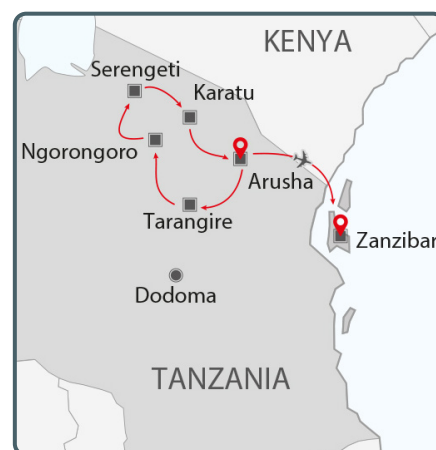 KENYA
Serengeti
Karatu
Ngorongoro
Arusha
Tarangire
Zanzibar
Dodoma
TANZANIA